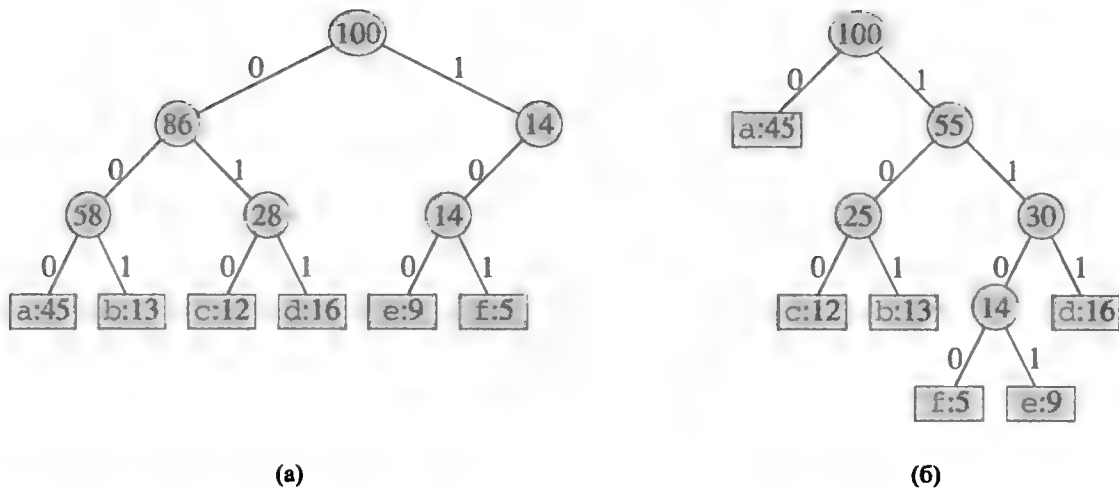 100 100
0 1 0 1
86 14 a:45 55
0 1 0 0 1
58 28 14 25 30
0 1 0 1 0 1 0 1 0 1
a:45 b:13 c:12 d:16 e:9 f:5 c:12 b:13 14 d:16
0 1
f:5 e:9
(а) (б)